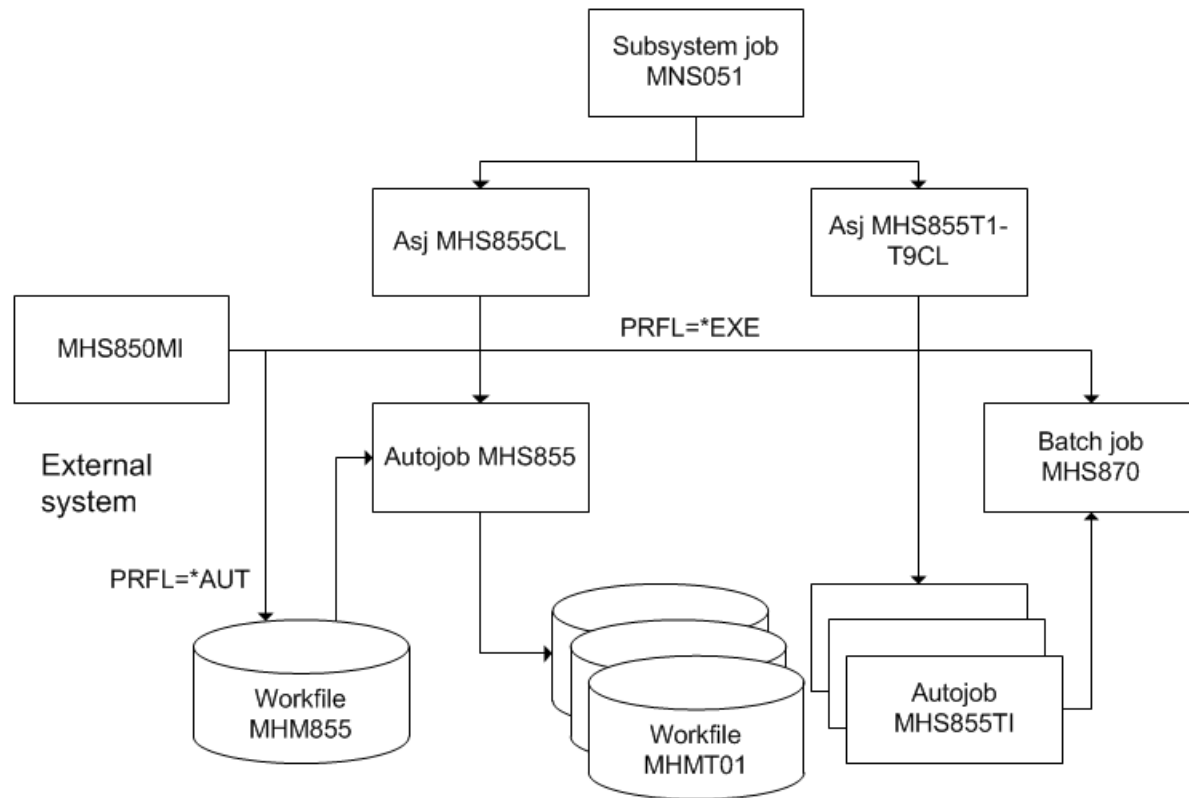 Subsystem job
MNS051
Asj MHS855CL
Asj MHS855T1-
T9CL
MHS850MI
PRFL=*EXE
Autojob MHS855
Batch job
MHS870
External
system
PRFL=*AUT
Workfile
MHM855
Workfile
MHMT01
Autojob
MHS855TI